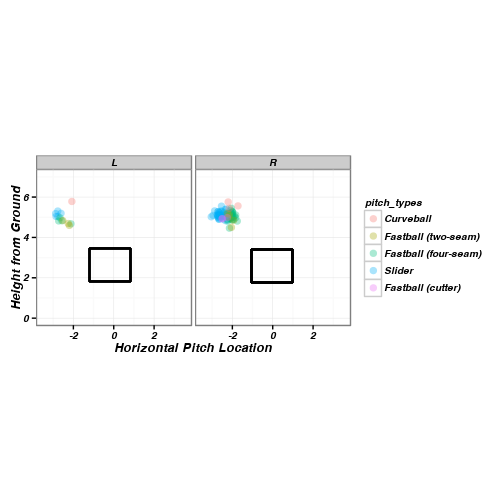 L R
Height from Ground
6
4
2
0
-2 0 2 -2 0 2
Horizontal Pitch Location
pitch_types
Curveball
Fastball (two-seam)
Fastball (four-seam)
Slider
Fastball (cutter)